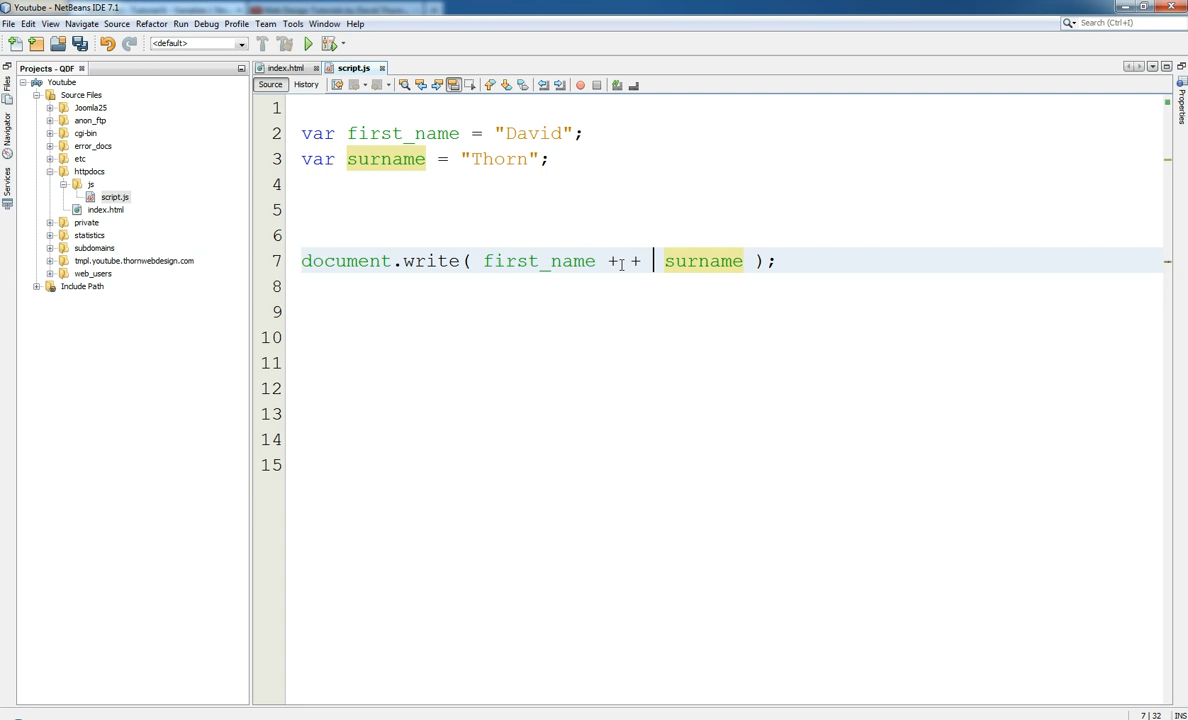 Youtube - NetBeans IDE 7.1
File Edit View Navigate Source Refactor Run Debug Profile Team Tools Window Help
<default>
Search (Ctrl+I)
Projects - QDF
index.html
script.js
Source History
Files
Navigator
Services
Properties
Youtube
Source Files
Joomla25
anon_ftp
cgi-bin
error_docs
etc
httpdocs
js
script.js
index.html
private
statistics
subdomains
tmpl.youtube.thornwebdesign.com
web_users
Include Path
1
2 var first_name = "David";
3 var surname = "Thorn";
4
5
6
7 document.write( first_name + + surname );
8
9
10
11
12
13
14
15
7|32 INS